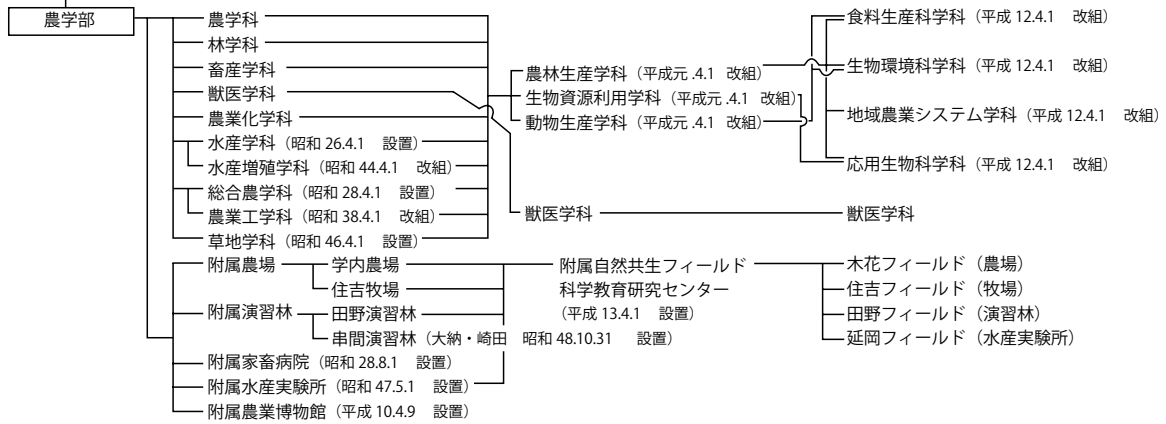 農学部
農学科
林学科
畜産学科
獣医学科
農業化学科
水産学科（昭和 26.4.1　設置）
水産増殖学科（昭和 44.4.1　改組）
総合農学科（昭和 28.4.1　設置）
農業工学科（昭和 38.4.1　改組）
草地学科（昭和 46.4.1　設置）
農林生産学科（平成元 .4.1　改組）
生物資源利用学科（平成元 .4.1　改組）
動物生産学科（平成元 .4.1　改組）
獣医学科
食料生産科学科（平成 12.4.1　改組）
生物環境科学科（平成 12.4.1　改組）
地域農業システム学科（平成 12.4.1　改組）
応用生物科学科（平成 12.4.1　改組）
獣医学科
附属農場
学内農場
住吉牧場
附属演習林
田野演習林
串間演習林（大納・崎田　昭和 48.10.31　設置）
附属家畜病院（昭和 28.8.1　設置）
附属水産実験所（昭和 47.5.1　設置）
附属農業博物館（平成 10.4.9　設置）
附属自然共生フィールド
科学教育研究センター
（平成 13.4.1　設置）
木花フィールド（農場）
住吉フィールド（牧場）
田野フィールド（演習林）
延岡フィールド（水産実験所）